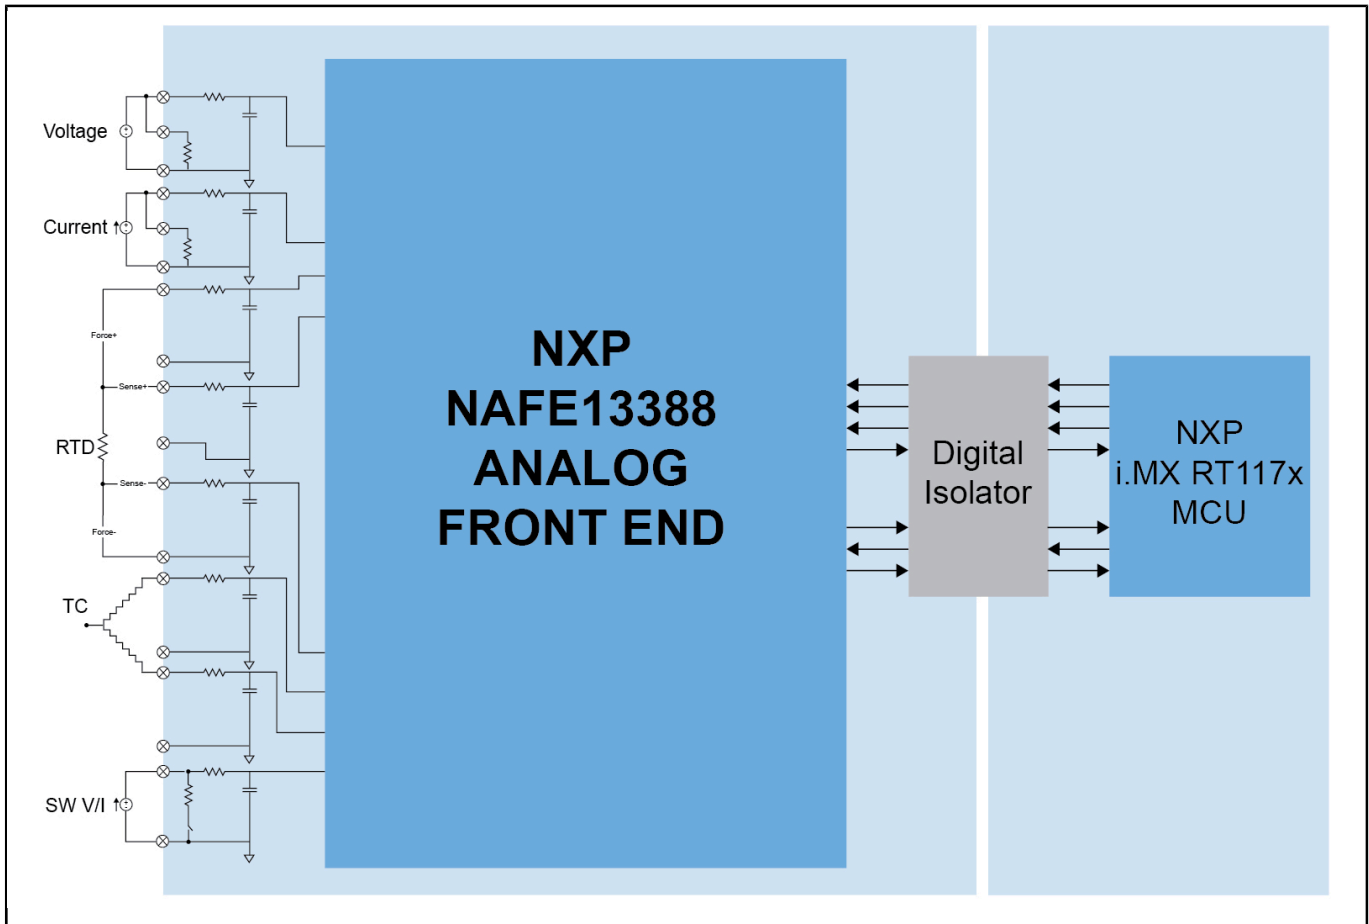 Voltage
Current
Force+
Sense+
RTD
Sense-
Force-
TC
SW V/I
NXP
NAFE13388
ANALOG
FRONT END
Digital
Isolator
NXP
i.MX RT117x
MCU